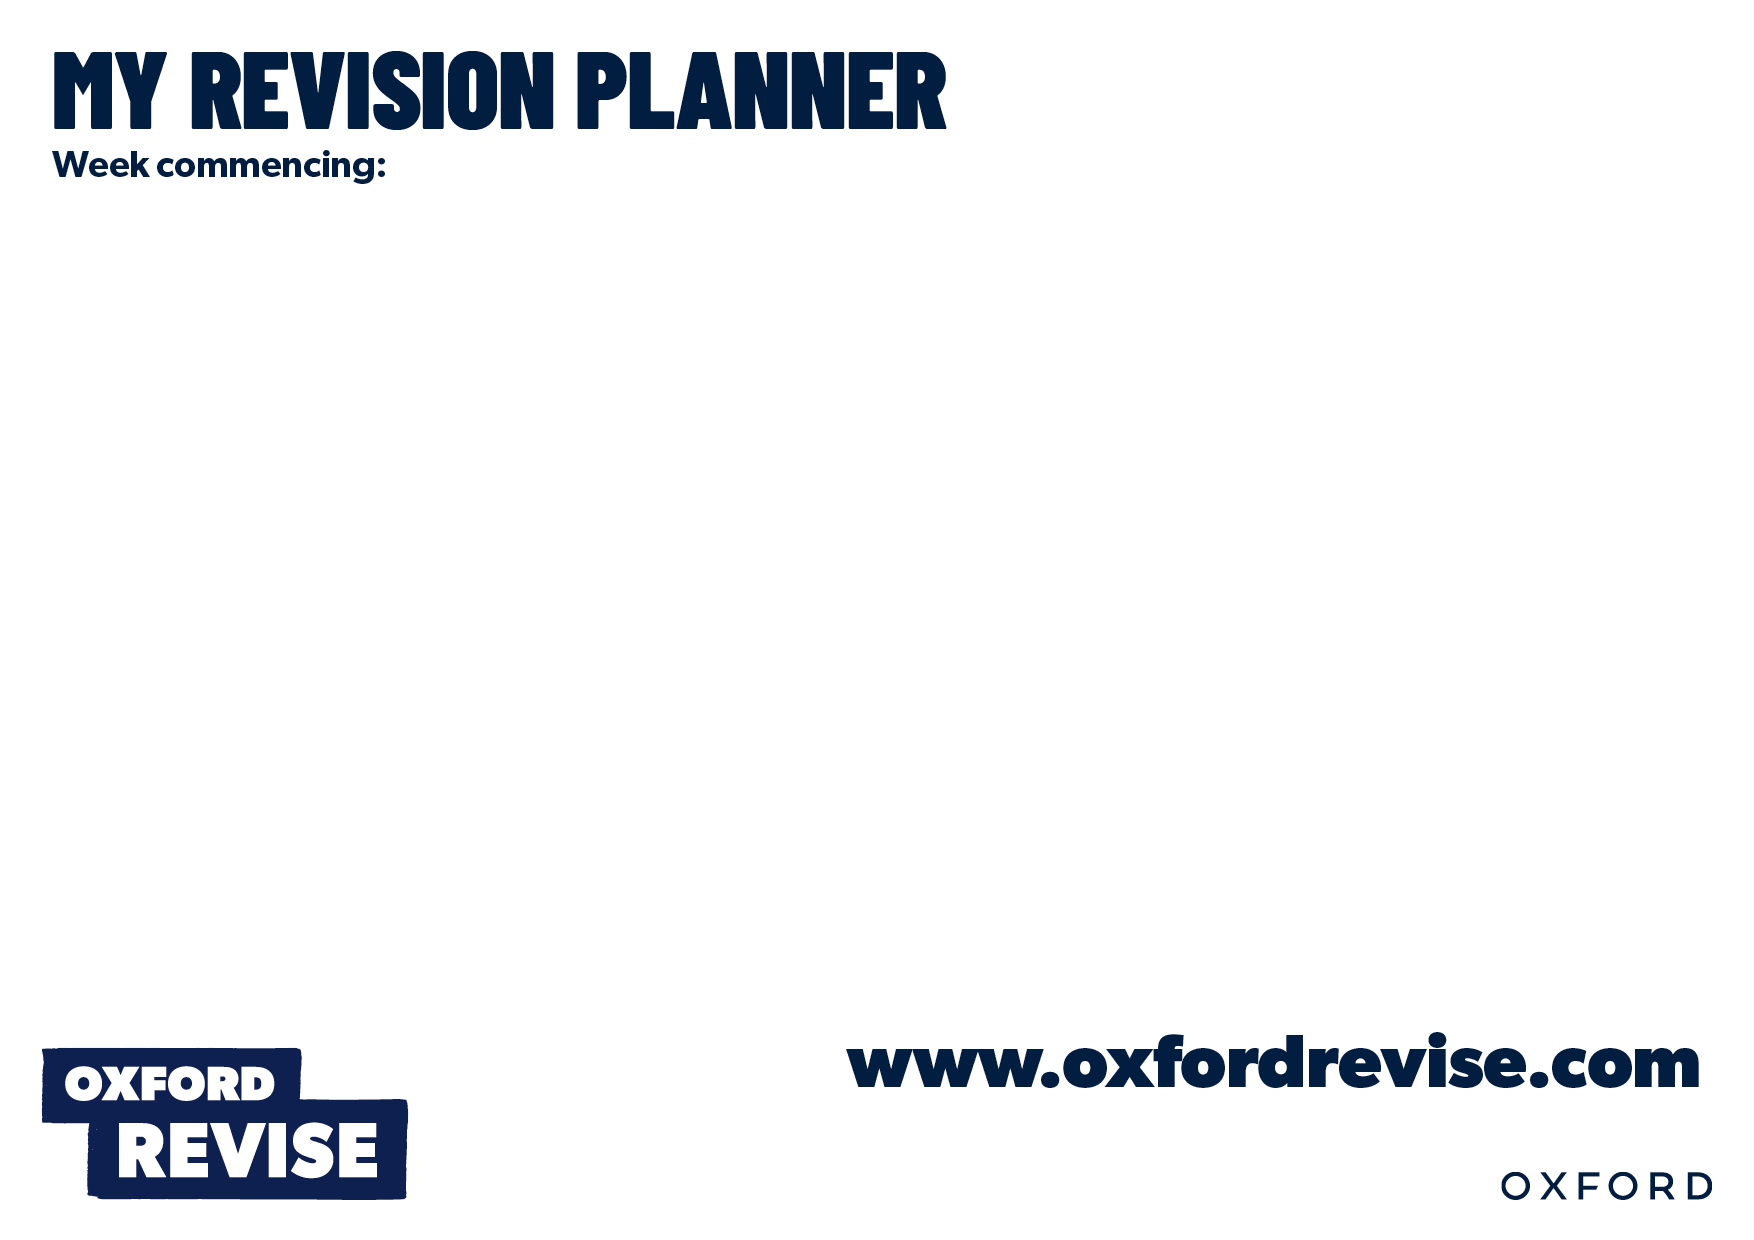 MY REVISION PLANNER
Week commencing:
www.oxfordrevise.com
OXFORD
REVISE
OXFORD